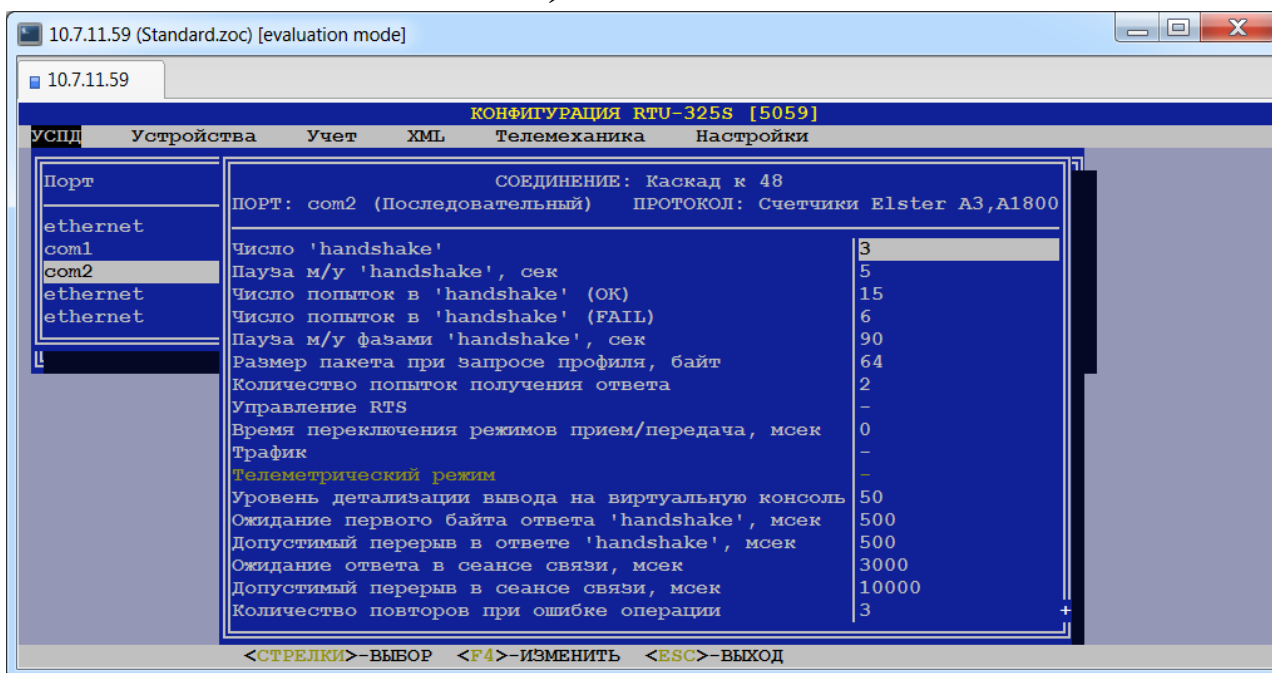 10.7.11.59 (Standard.zoc) [evaluation mode]
10.7.11.59
КОНФИГУРАЦИЯ RTU-325S [5059]
УСПД Устройства Учет XML Телемеханика Настройки
Порт
ethernet
com1
com2
ethernet
ethernet
СОЕДИНЕНИЕ: Каскад к 48
ПОРТ: com2 (Последовательный) ПРОТОКОЛ: Счетчики Elster A3,A1800
Число 'handshake' 3
Пауза м/у 'handshake', сек 5
Число попыток в 'handshake' (OK) 15
Число попыток в 'handshake' (FAIL) 6
Пауза м/у фазами 'handshake', сек 90
Размер пакета при запросе профиля, байт 64
Количество попыток получения ответа 2
Управление RTS -
Время переключения режимов прием/передача, мсек 0
Трафик -
Телеметрический режим -
Уровень детализации вывода на виртуальную консоль 50
Ожидание первого байта ответа 'handshake', мсек 500
Допустимый перерыв в ответе 'handshake', мсек 500
Ожидание ответа в сеансе связи, мсек 3000
Допустимый перерыв в сеансе связи, мсек 10000
Количество повторов при ошибке операции 3 +
<СТРЕЛКИ>-ВЫБОР <F4>-ИЗМЕНИТЬ <ESC>-ВЫХОД